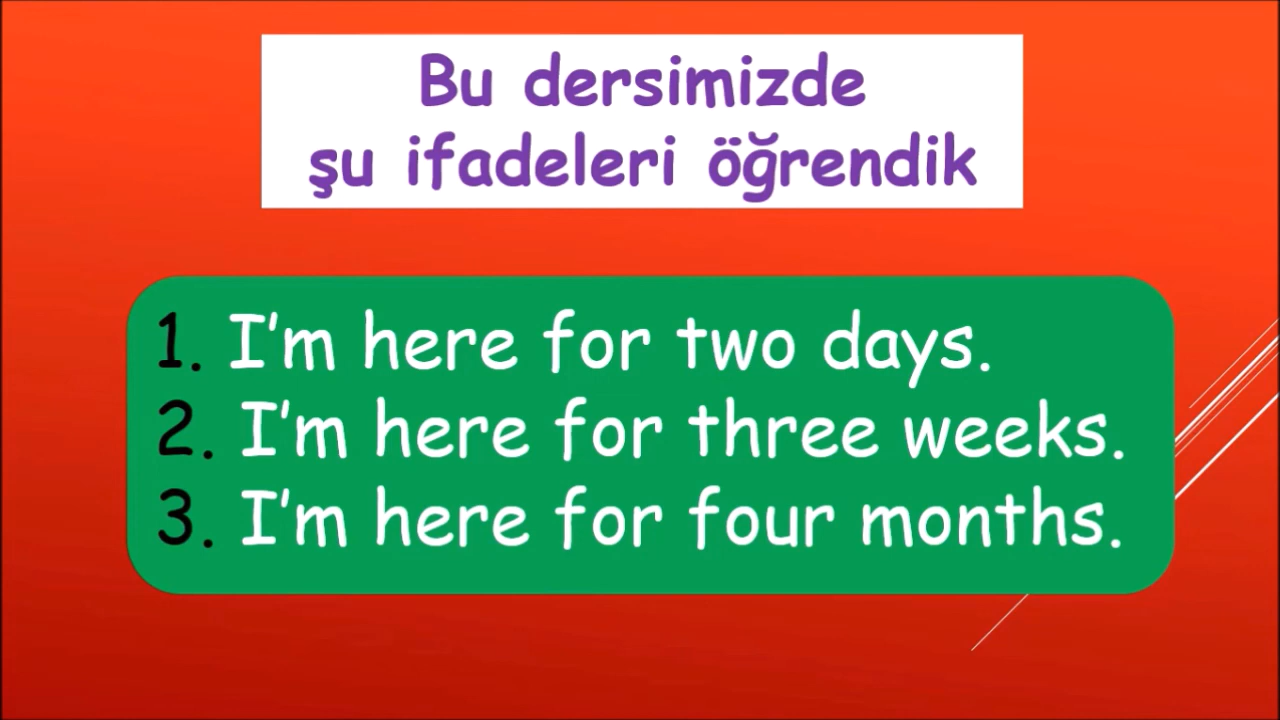 Bu dersimizde
şu ifadeleri öğrendik
1. I'm here for two days.
2. I'm here for three weeks.
3. I'm here for four months.